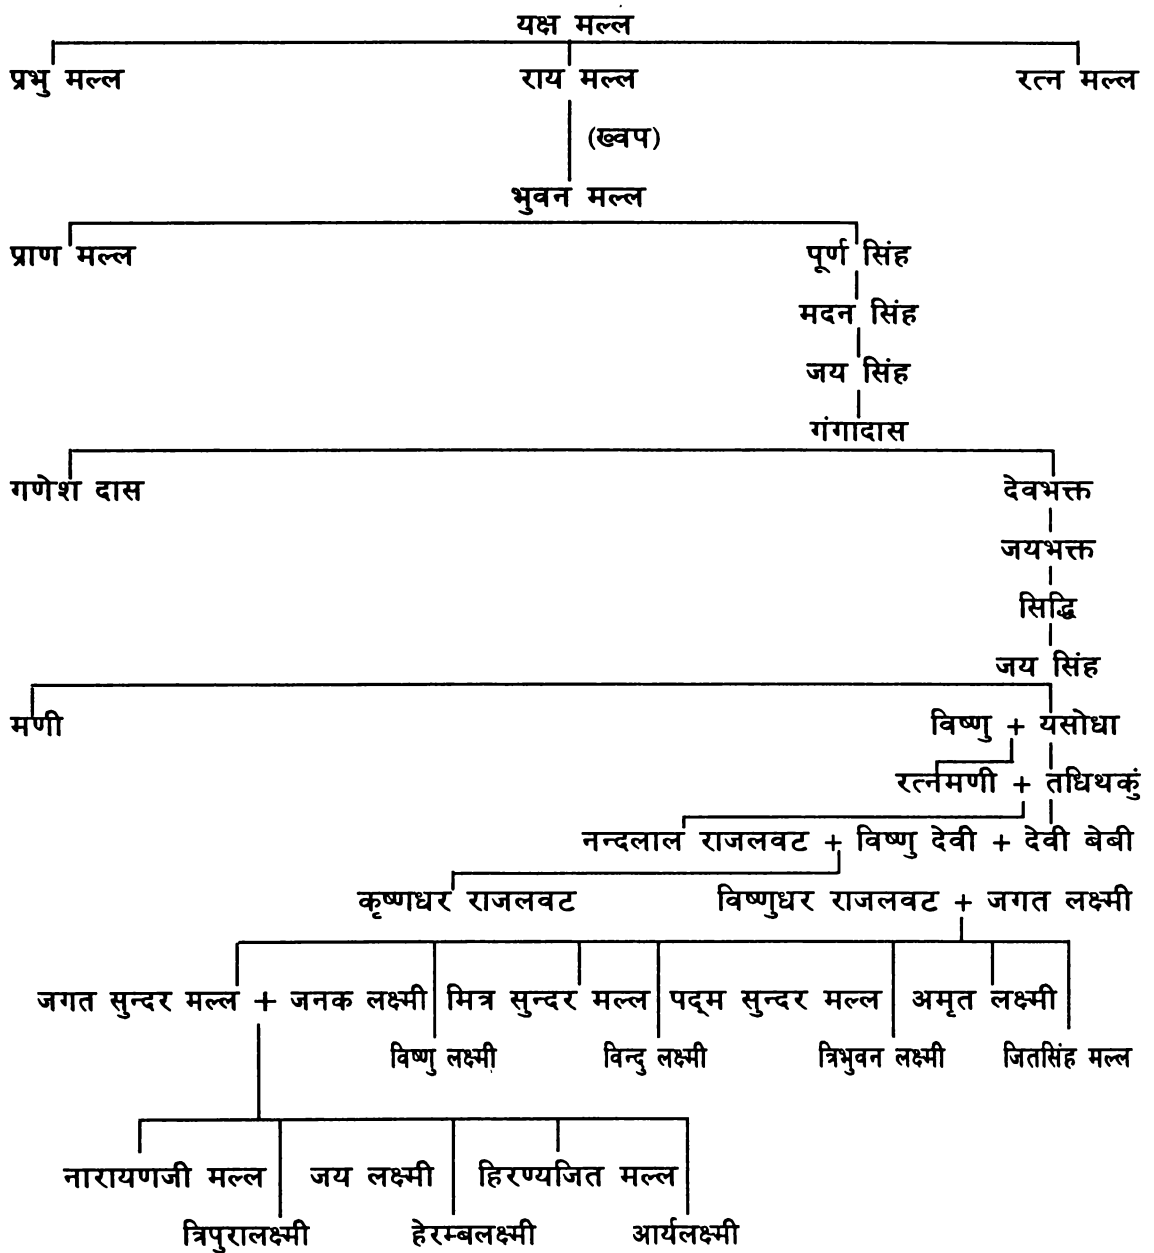 यक्ष मल्ल
प्रभु मल्ल राय मल्ल रत्न मल्ल
(ख्वप)
भुवन मल्ल
प्राण मल्ल पूर्ण सिंह
मदन सिंह
जय सिंह
गंगादास
गणेश दास देवभक्त
जयभक्त
सिद्धि
जय सिंह
मणी विष्णु + यसोधा
रत्नमणी + तधिथकुं
नन्दलाल राजलवट + विष्णु देवी + देवी बेबी
कृष्णधर राजलवट विष्णुधर राजलवट + जगत लक्ष्मी
जगत सुन्दर मल्ल + जनक लक्ष्मी मित्र सुन्दर मल्ल पद्म सुन्दर मल्ल अमृत लक्ष्मी
विष्णु लक्ष्मी विन्दु लक्ष्मी त्रिभुवन लक्ष्मी जितसिंह मल्ल
नारायणजी मल्ल जय लक्ष्मी हिरण्यजित मल्ल
त्रिपुरालक्ष्मी हेरम्बलक्ष्मी आर्यलक्ष्मी